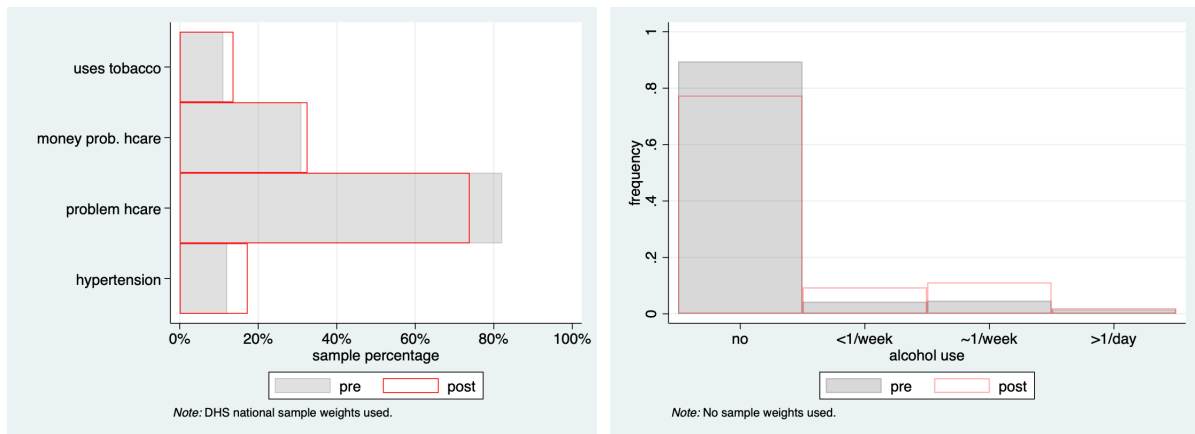 uses tobacco
money prob. hcare
problem hcare
hypertension
0% 20% 40% 60% 80% 100%
sample percentage
pre post
Note: DHS national sample weights used.
frequency
1
.8
.6
.4
.2
0
no <1/week ~1/week >1/day
alcohol use
pre post
Note: No sample weights used.